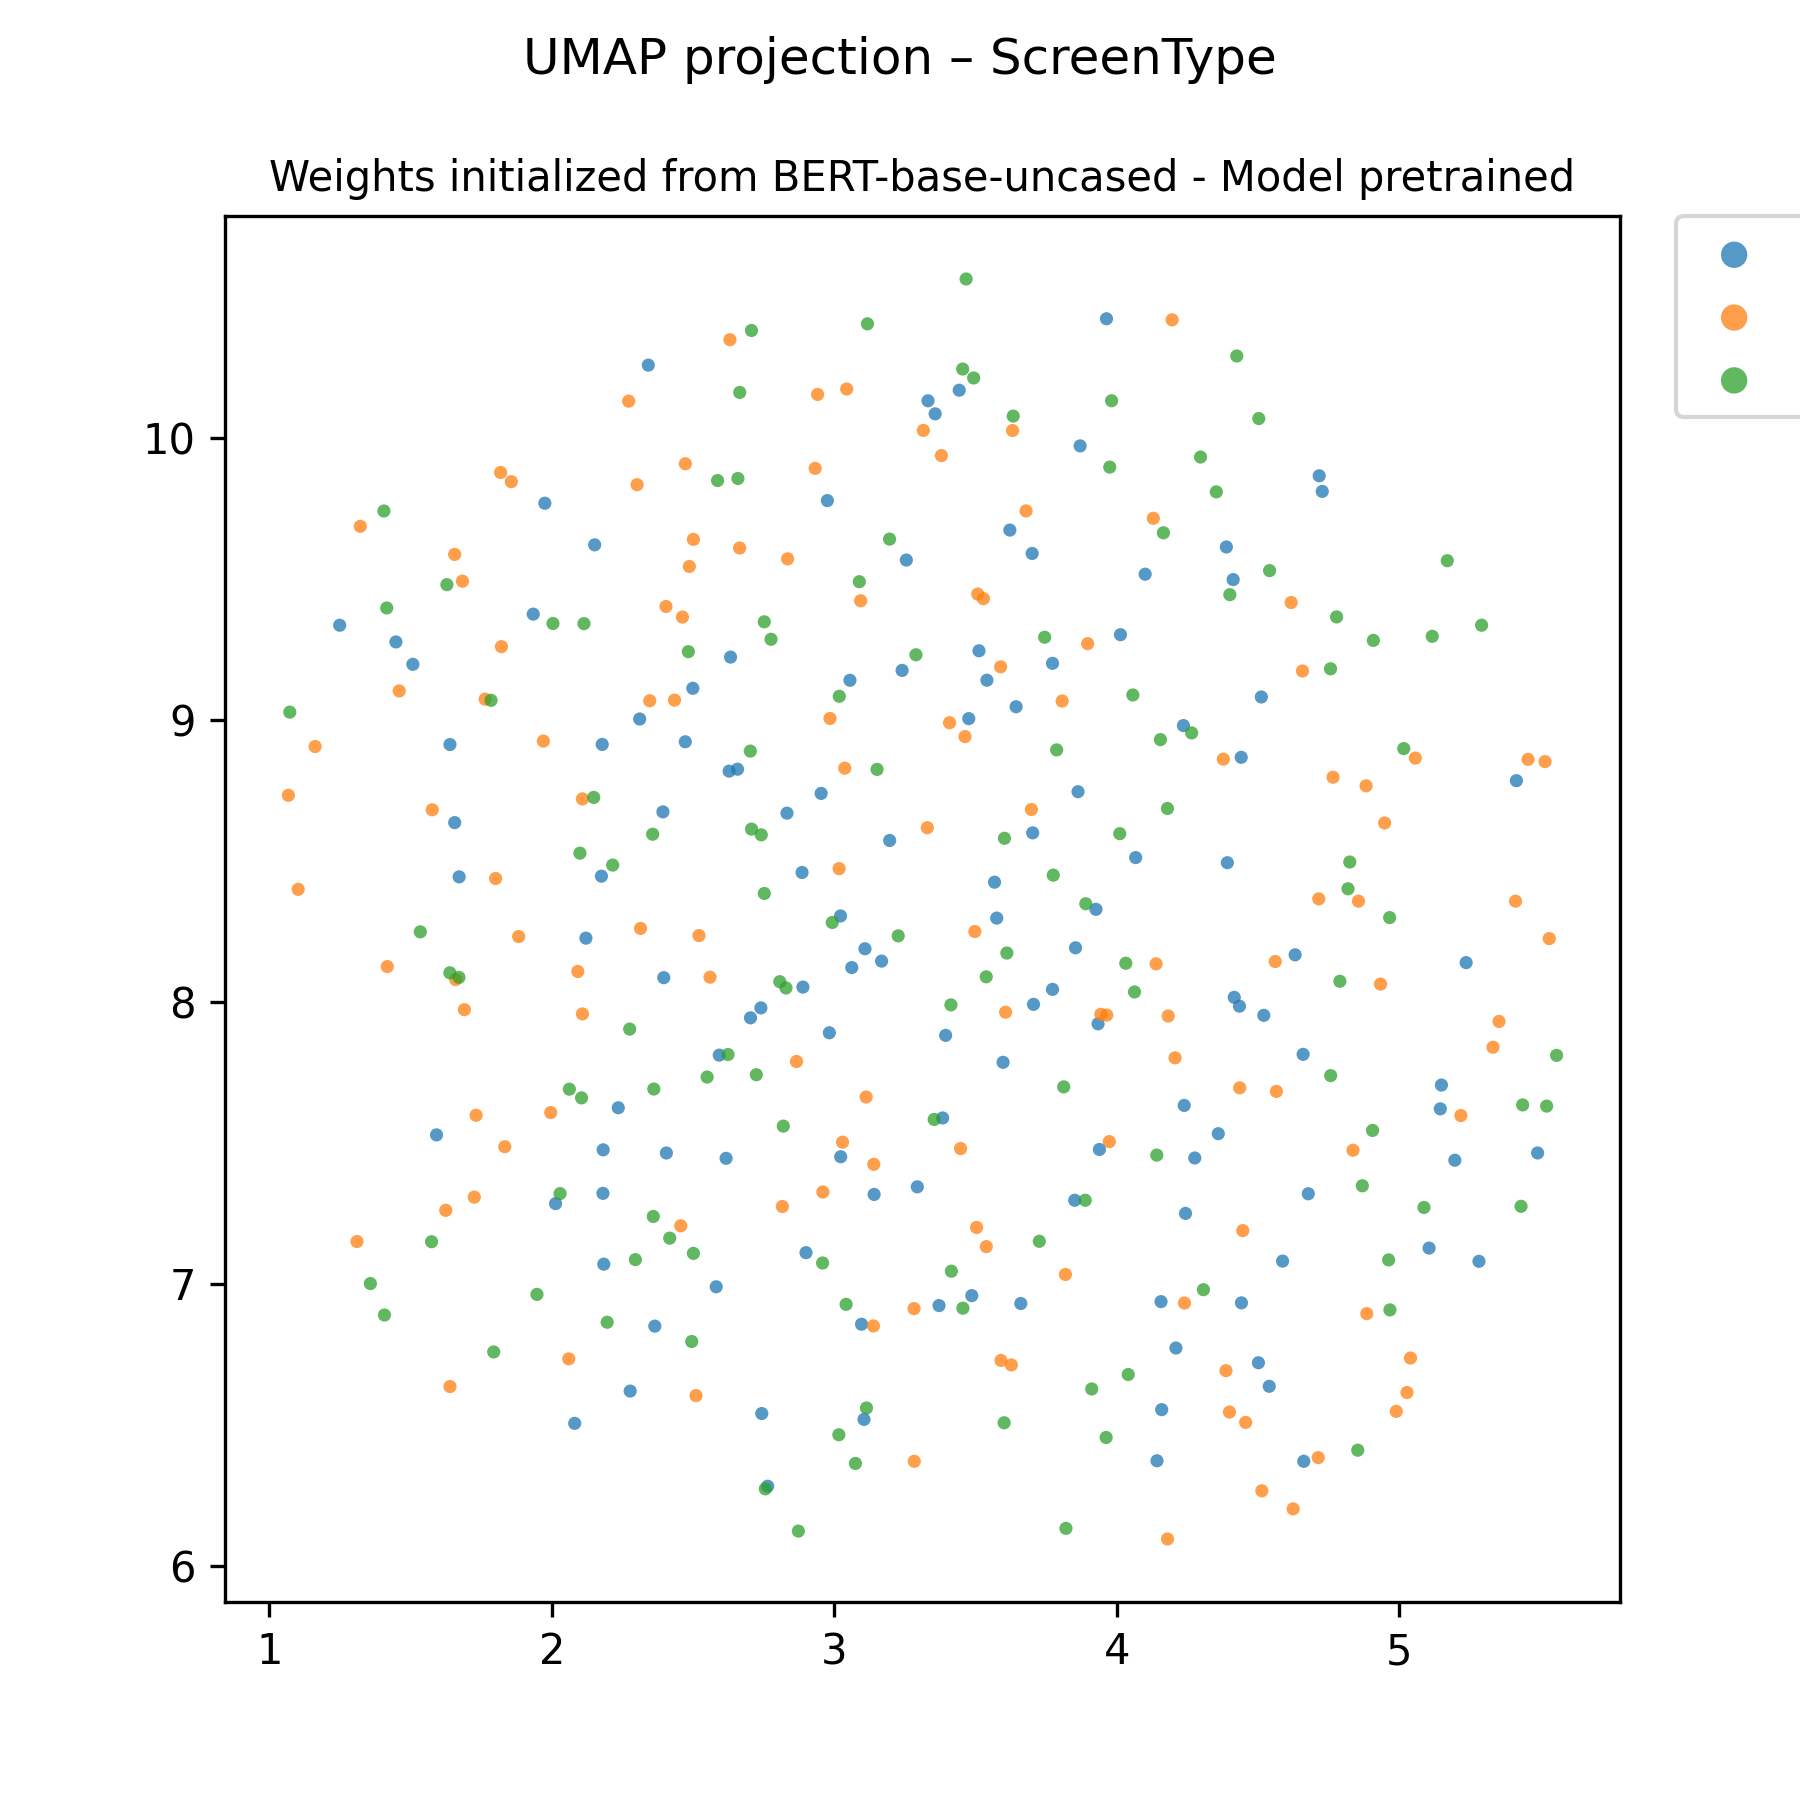 UMAP projection – ScreenType
Weights initialized from BERT-base-uncased - Model pretrained
10
9
8
7
6
1 2 3 4 5